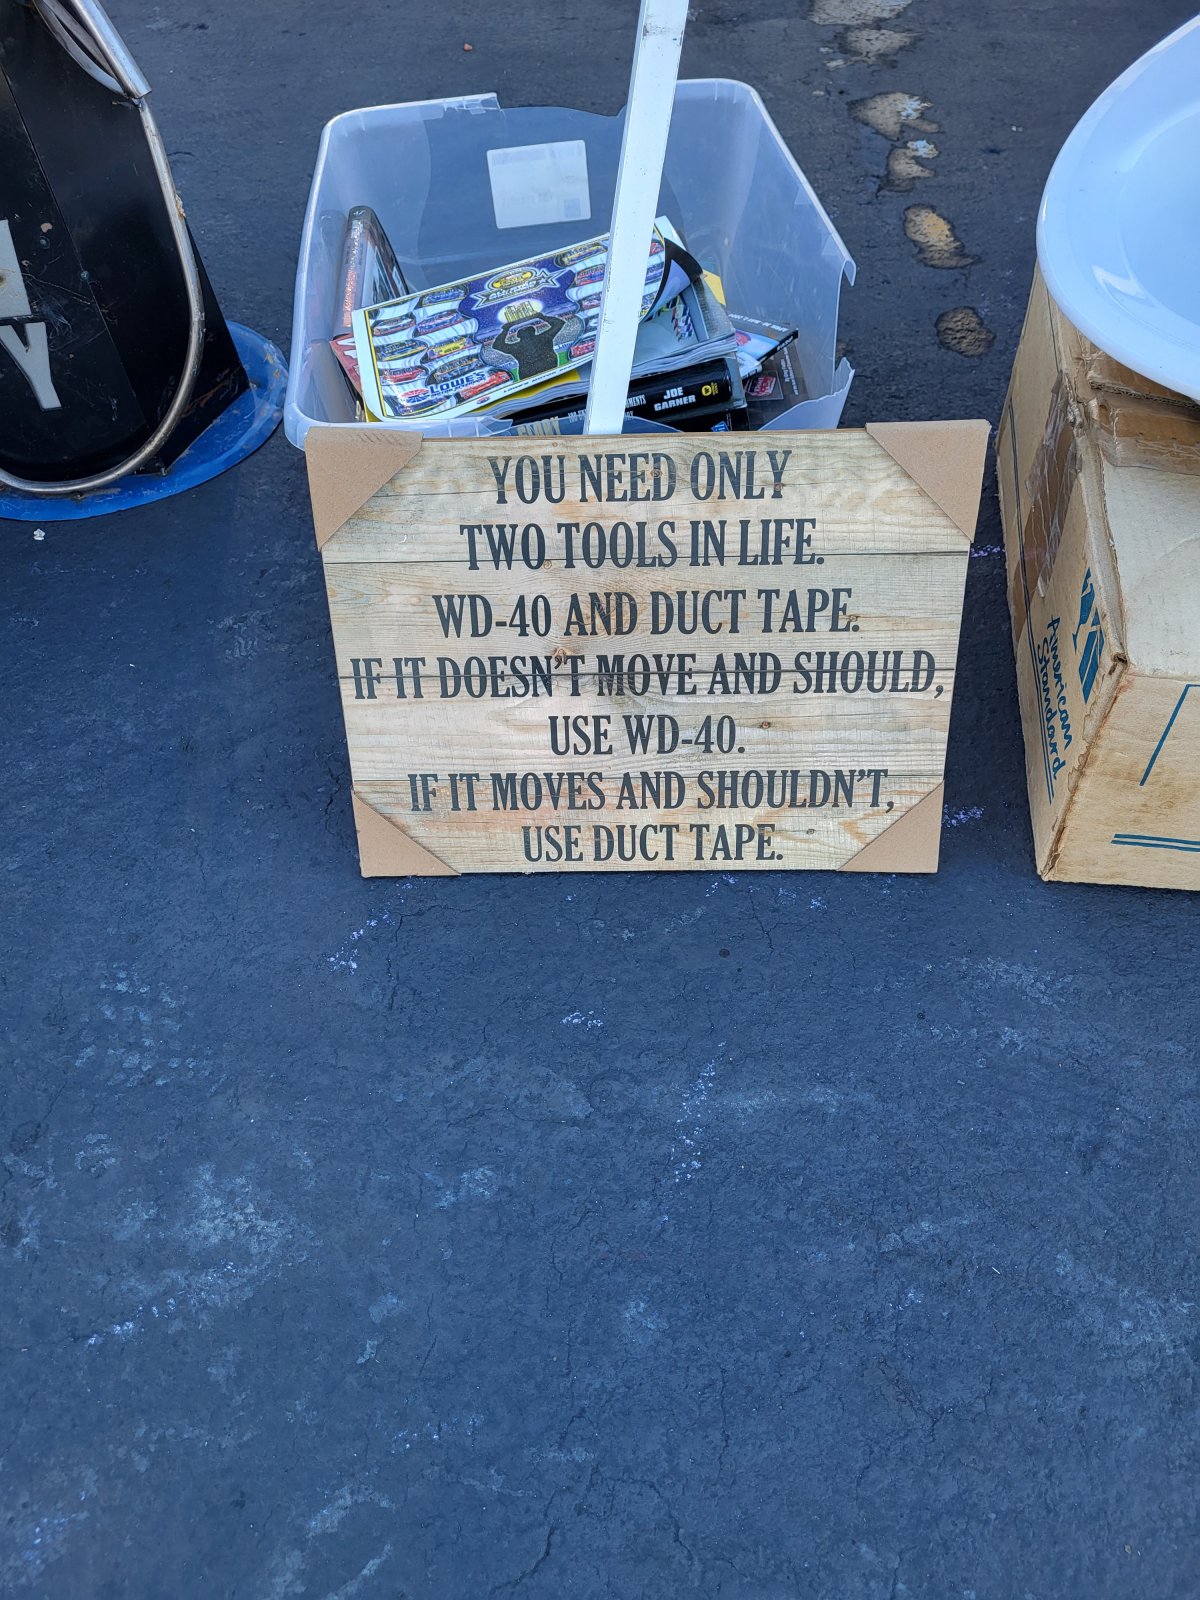 LOWE'S
JOE
GARNER
YOU NEED ONLY
TWO TOOLS IN LIFE.
WD-40 AND DUCT TAPE.
IF IT DOESN'T MOVE AND SHOULD,
USE WD-40.
IF IT MOVES AND SHOULDN'T,
USE DUCT TAPE.
American
Standard